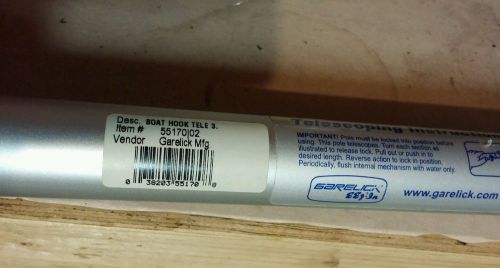 Desc. BOAT HOOK TELE 3.
Item # 55170|02
Vendor Garelick Mfg
0 38203 55170 0
Telescoping Instruct
IMPORTANT! Pole must be locked into position before
using. This pole telescopes. Turn each section as
illustrated to release lock. Pull out or push in to
desired length. Reverse action to lock in position.
Periodically, flush internal mechanism with water only.
GARELICK
www.garelick.com